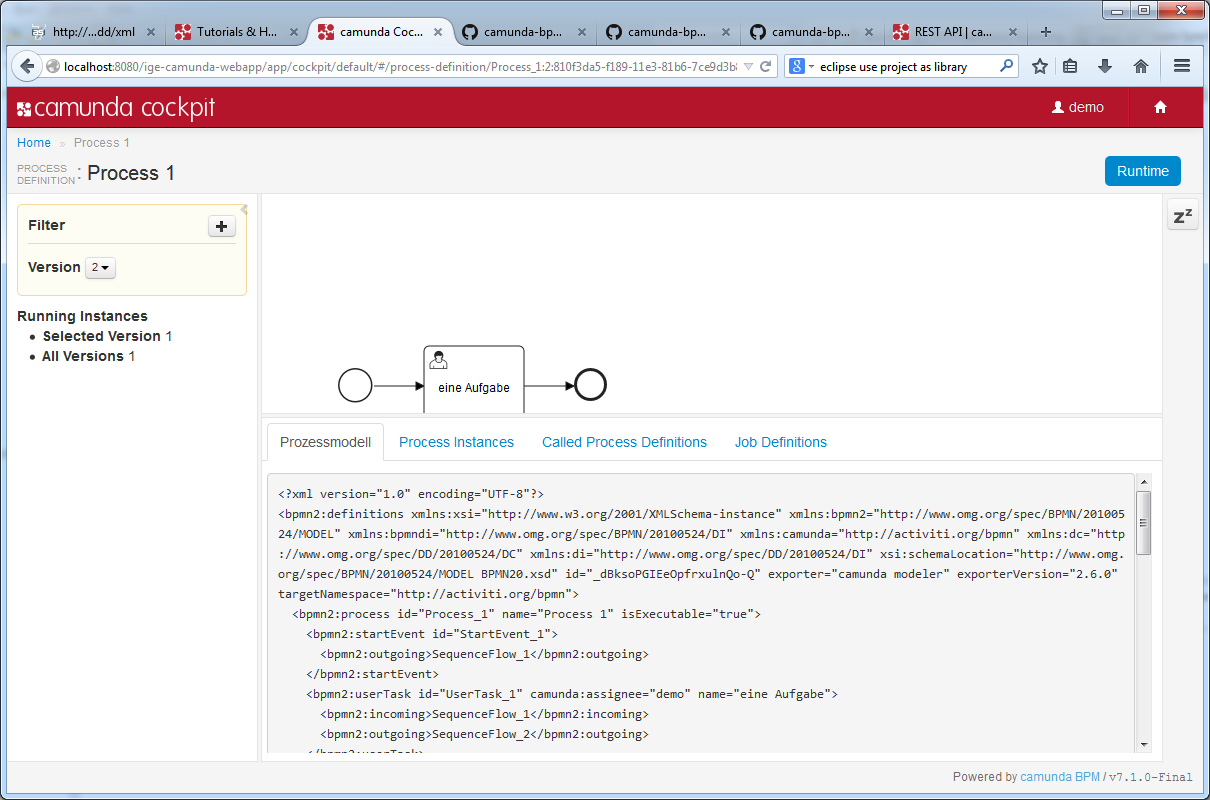 http://...dd/xml
Tutorials & H...
camunda Coc...
camunda-bp...
camunda-bp...
camunda-bp...
REST API | ca...
localhost:8080/ige-camunda-webapp/app/cockpit/default/#/process-definition/Process_1:2:810f3da5-f189-11e3-81b6-7ce9d3b
eclipse use project as library
camunda cockpit
demo
Home » Process 1
PROCESS DEFINITION : Process 1
Runtime
Filter
+
Version 2
Running Instances
• Selected Version 1
• All Versions 1
zz
eine Aufgabe
Prozessmodell
Process Instances
Called Process Definitions
Job Definitions
<?xml version="1.0" encoding="UTF-8"?>
<bpmn2:definitions xmlns:xsi="http://www.w3.org/2001/XMLSchema-instance" xmlns:bpmn2="http://www.omg.org/spec/BPMN/201005
24/MODEL" xmlns:bpmndi="http://www.omg.org/spec/BPMN/20100524/DI" xmlns:camunda="http://activiti.org/bpmn" xmlns:dc="http
://www.omg.org/spec/DD/20100524/DC" xmlns:di="http://www.omg.org/spec/DD/20100524/DI" xsi:schemaLocation="http://www.omg.
org/spec/BPMN/20100524/MODEL BPMN20.xsd" id="_dBksoPGIEeOpfrxulnQo-Q" exporter="camunda modeler" exporterVersion="2.6.0"
targetNamespace="http://activiti.org/bpmn">
<bpmn2:process id="Process_1" name="Process 1" isExecutable="true">
<bpmn2:startEvent id="StartEvent_1">
<bpmn2:outgoing>SequenceFlow_1</bpmn2:outgoing>
</bpmn2:startEvent>
<bpmn2:userTask id="UserTask_1" camunda:assignee="demo" name="eine Aufgabe">
<bpmn2:incoming>SequenceFlow_1</bpmn2:incoming>
<bpmn2:outgoing>SequenceFlow_2</bpmn2:outgoing>
</bpmn2:userTask>
Powered by camunda BPM / v7.1.0-Final